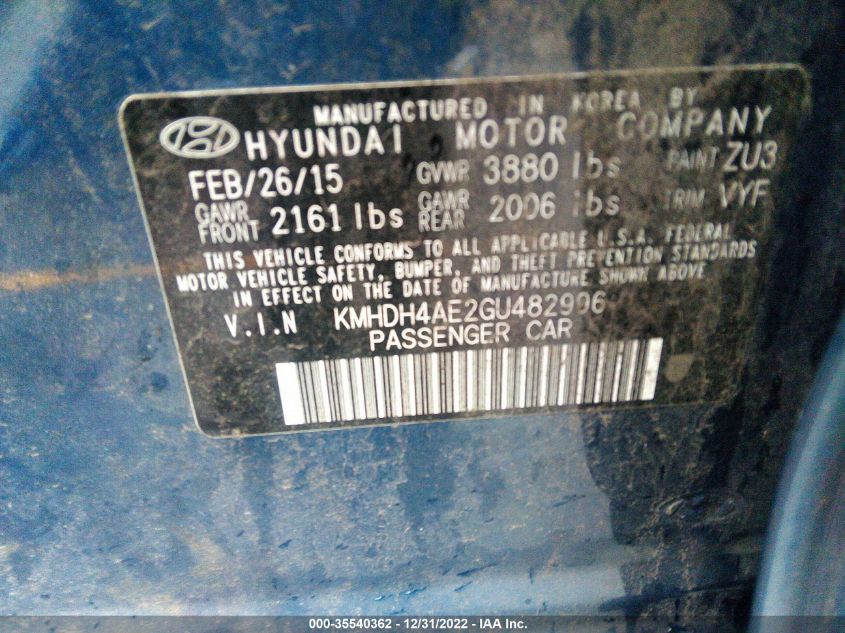 MANUFACTURED IN KOREA BY
HYUNDAI MOTOR COMPANY
FEB/26/15 GVWR 3880 lbs PAINT ZU3
GAWR FRONT 2161 lbs GAWR REAR 2006 lbs TRIM VYF
THIS VEHICLE CONFORMS TO ALL APPLICABLE U.S.A. FEDERAL
MOTOR VEHICLE SAFETY, BUMPER, AND THEFT PREVENTION STANDARDS
IN EFFECT ON THE DATE OF MANUFACTURE SHOWN ABOVE
V.I.N KMHDH4AE2GU482906
PASSENGER CAR
000-35540362 - 12/31/2022 - IAA Inc.